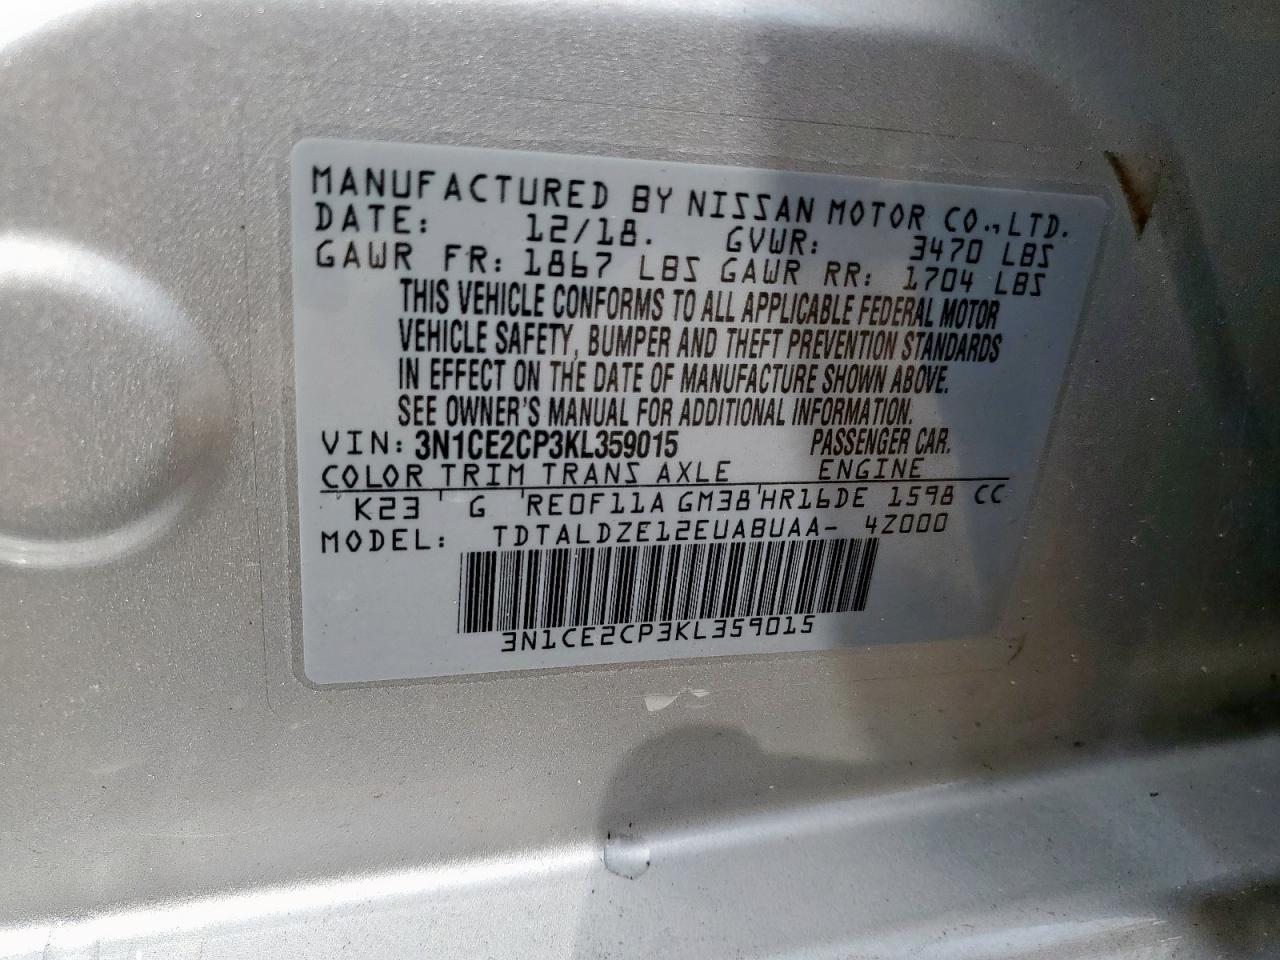 MANUFACTURED BY NISSAN MOTOR CO.,LTD.
DATE: 12/18. GVWR: 3470 LBS
GAWR FR: 1867 LBS GAWR RR: 1704 LBS
THIS VEHICLE CONFORMS TO ALL APPLICABLE FEDERAL MOTOR
VEHICLE SAFETY, BUMPER AND THEFT PREVENTION STANDARDS
IN EFFECT ON THE DATE OF MANUFACTURE SHOWN ABOVE.
SEE OWNER'S MANUAL FOR ADDITIONAL INFORMATION.
VIN: 3N1CE2CP3KL359015 PASSENGER CAR.
COLOR TRIM TRANS AXLE ENGINE
K23 ' G 'RE0F11A GM38'HR16DE 1598 CC
MODEL: TDTALDZE12EUABUAA- 4Z000
3N1CE2CP3KL359015